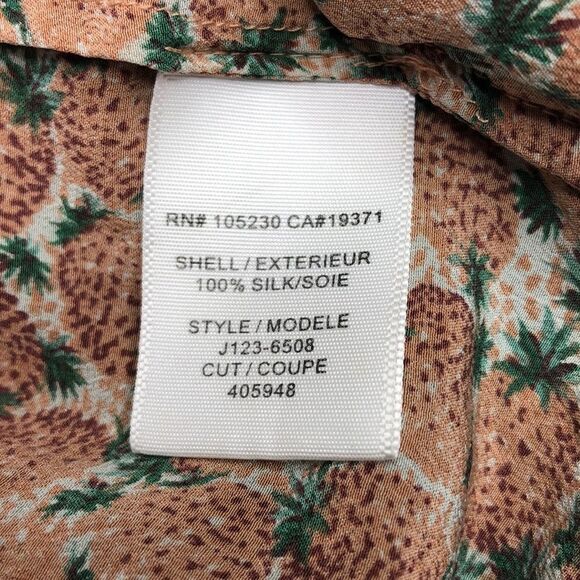 RN# 105230 CA#19371
SHELL / EXTERIEUR
100% SILK/SOIE
STYLE / MODELE
J123-6508
CUT / COUPE
405948